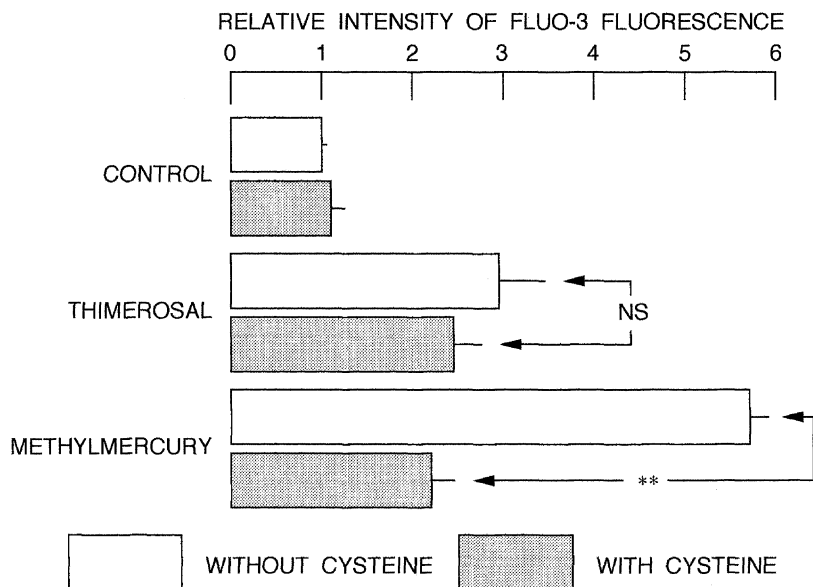 RELATIVE INTENSITY OF FLUO-3 FLUORESCENCE
0 1 2 3 4 5 6
CONTROL
THIMEROSAL
NS
METHYLMERCURY
**
WITHOUT CYSTEINE WITH CYSTEINE